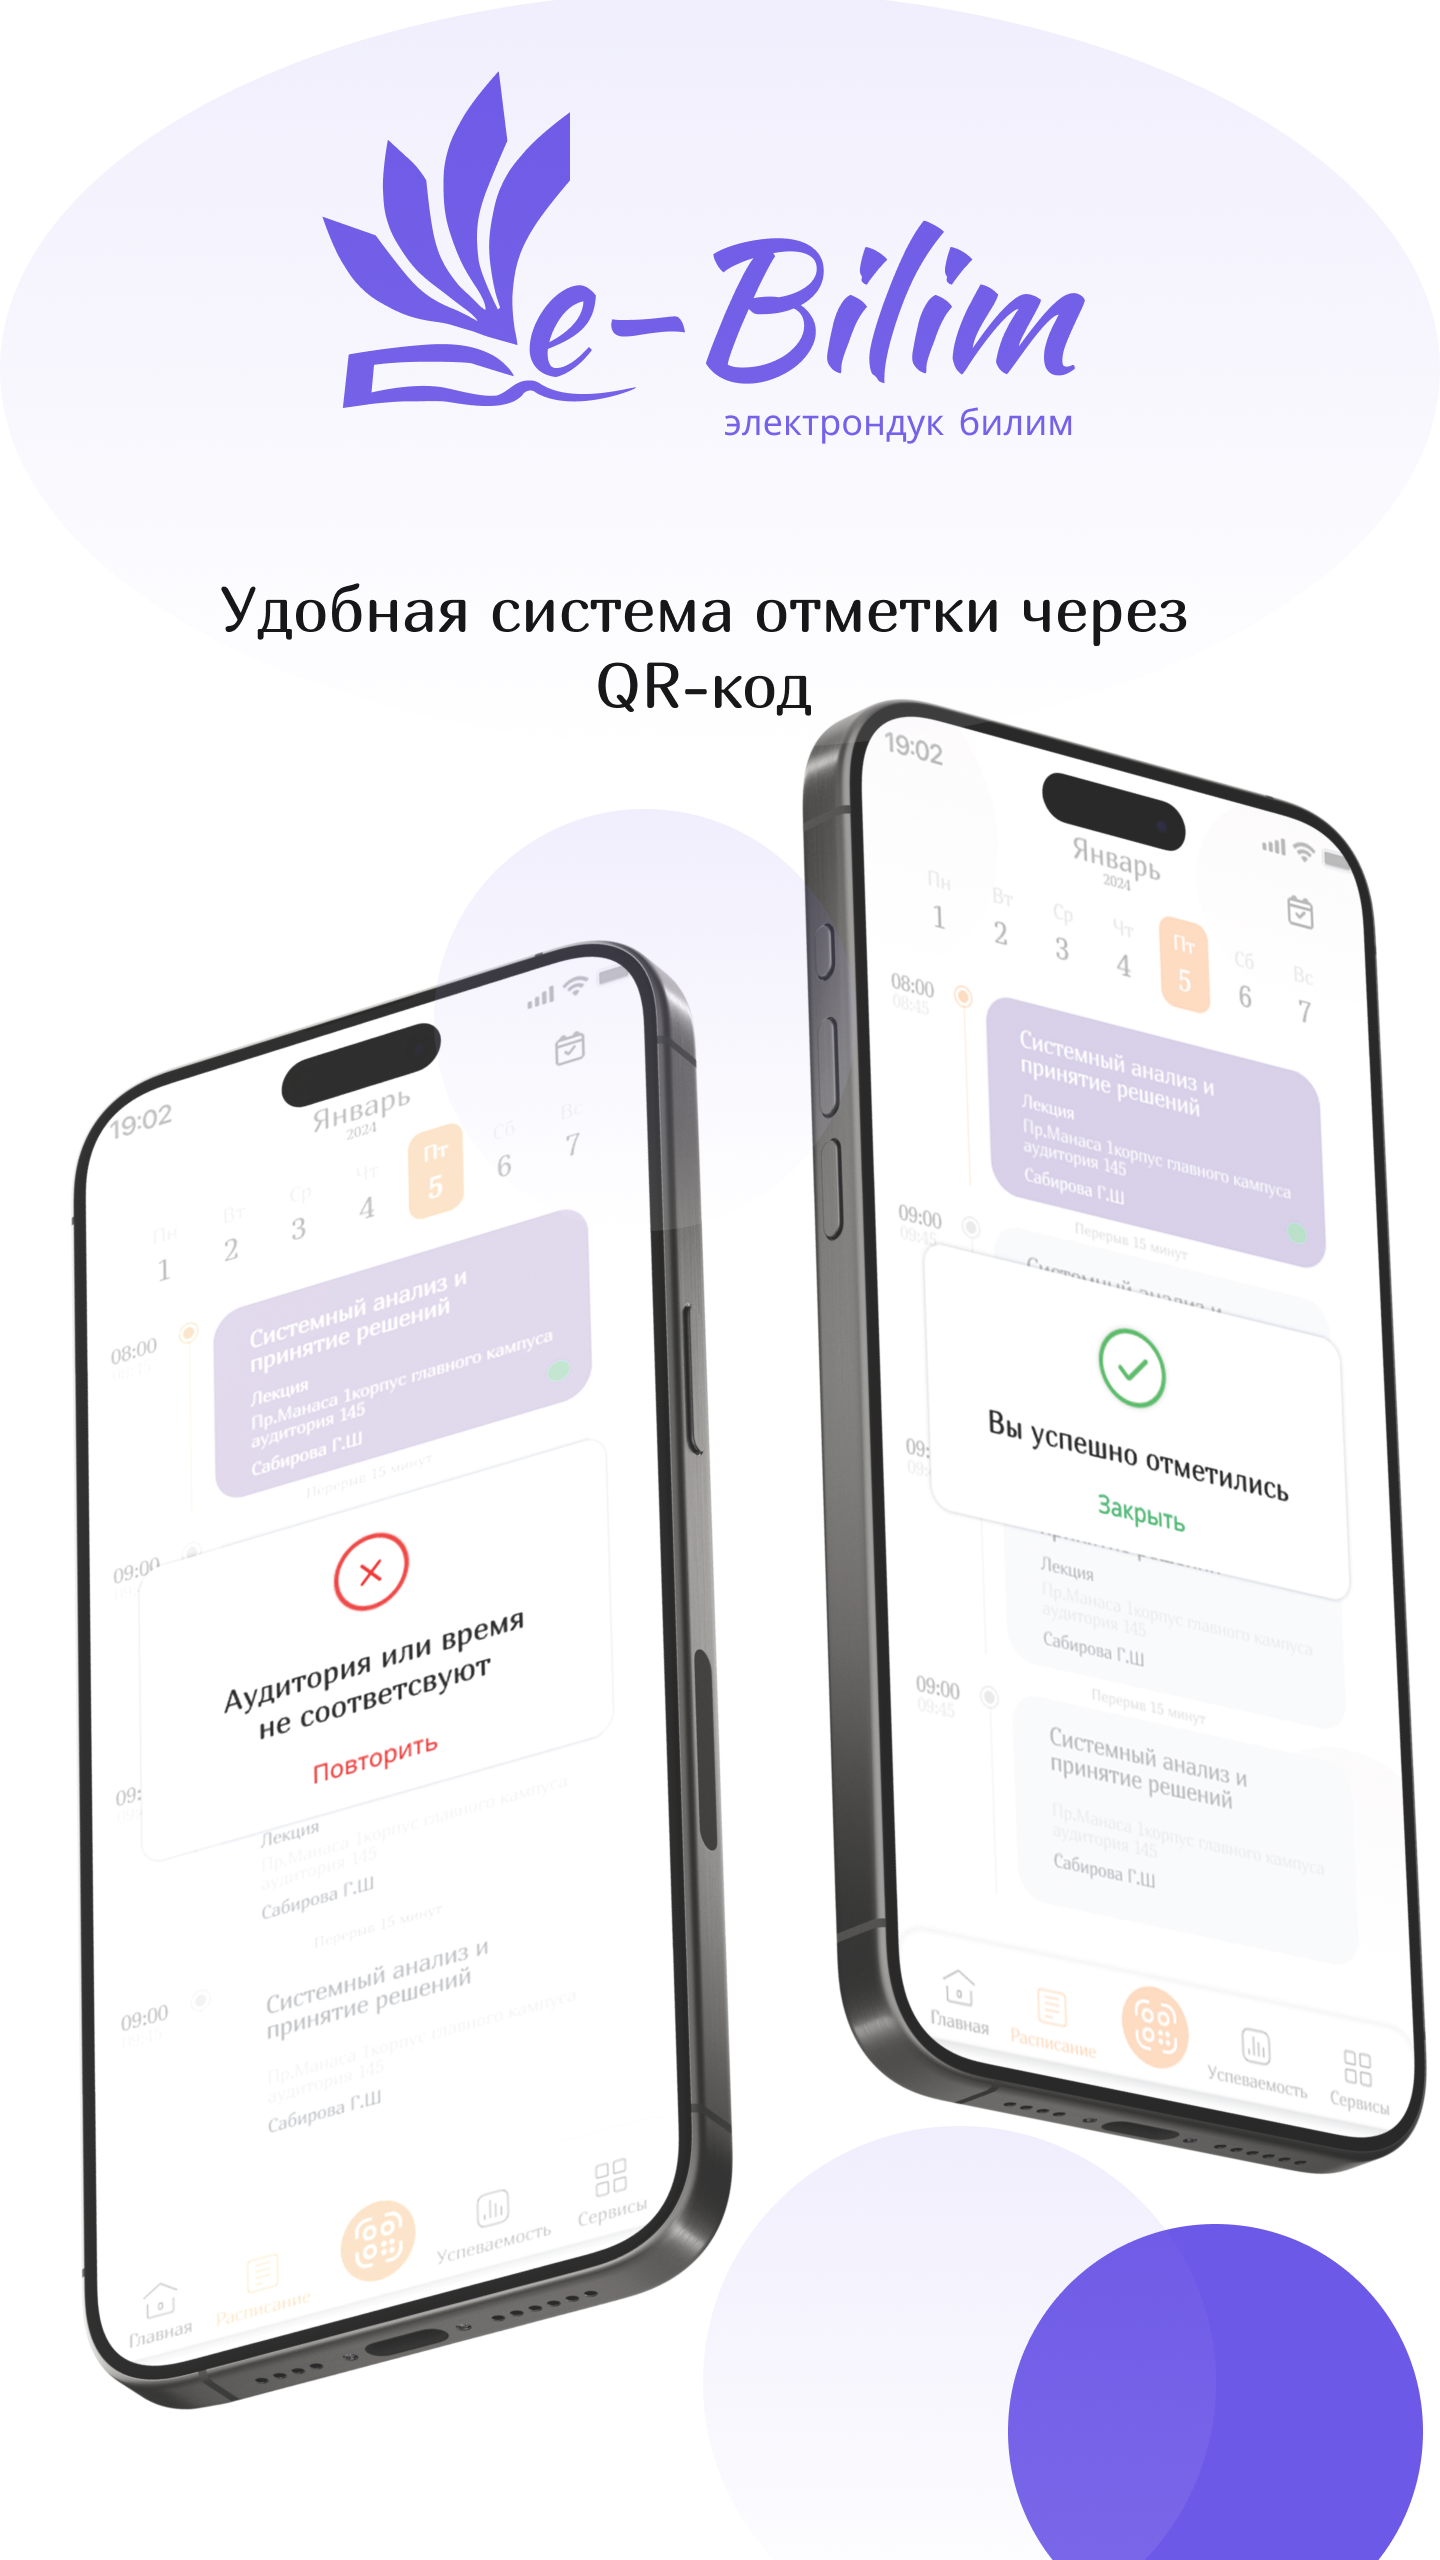 e-Bilim
электрондук билим
Удобная система отметки через
QR-код
19:02
Январь
2024
Пн Вт Ср Чт Пт Сб Вс
1 2 3 4 5 6 7
08:00
08:45
Системный анализ и
принятие решений
Лекция
Пр.Манаса 1корпус главного кампуса
аудитория 145
Сабирова Г.Ш
Перерыв 15 минут
09:00
Аудитория или время
не соответсвуют
Повторить
Лекция
Пр.Манаса 1корпус главного кампуса
аудитория 145
Сабирова Г.Ш
Перерыв 15 минут
09:00
09:45
Системный анализ и
принятие решений
Пр.Манаса 1корпус главного кампуса
аудитория 145
Сабирова Г.Ш
Главная
Расписание
Успеваемость
Сервисы
19:02
Январь
2024
Пн Вт Ср Чт Пт Сб Вс
1 2 3 4 5 6 7
08:00
08:45
Системный анализ и
принятие решений
Лекция
Пр.Манаса 1корпус главного кампуса
аудитория 145
Сабирова Г.Ш
Перерыв 15 минут
09:00
09:45
Системный анализ и
Вы успешно отметились
Закрыть
принятие решений
Лекция
Пр.Манаса 1корпус главного кампуса
аудитория 145
Сабирова Г.Ш
Перерыв 15 минут
09:00
09:45
Системный анализ и
принятие решений
Пр.Манаса 1корпус главного кампуса
аудитория 145
Сабирова Г.Ш
Главная
Расписание
Успеваемость
Сервисы